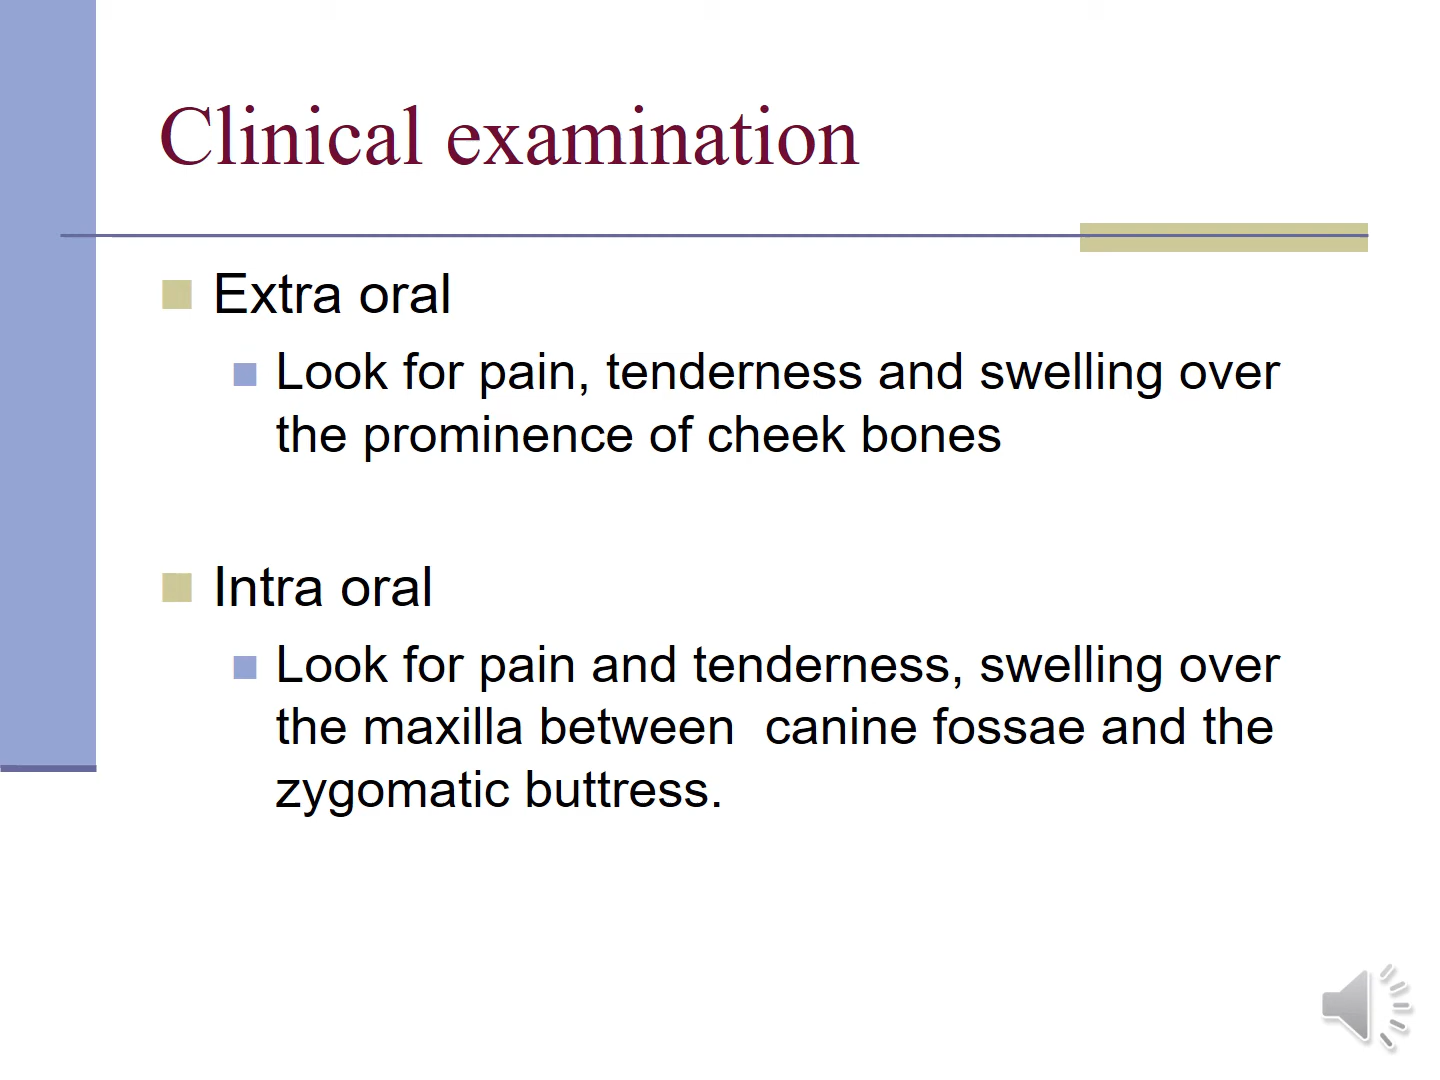 Clinical examination
Extra oral
Look for pain, tenderness and swelling over
the prominence of cheek bones
Intra oral
Look for pain and tenderness, swelling over
the maxilla between  canine fossae and the
zygomatic buttress.